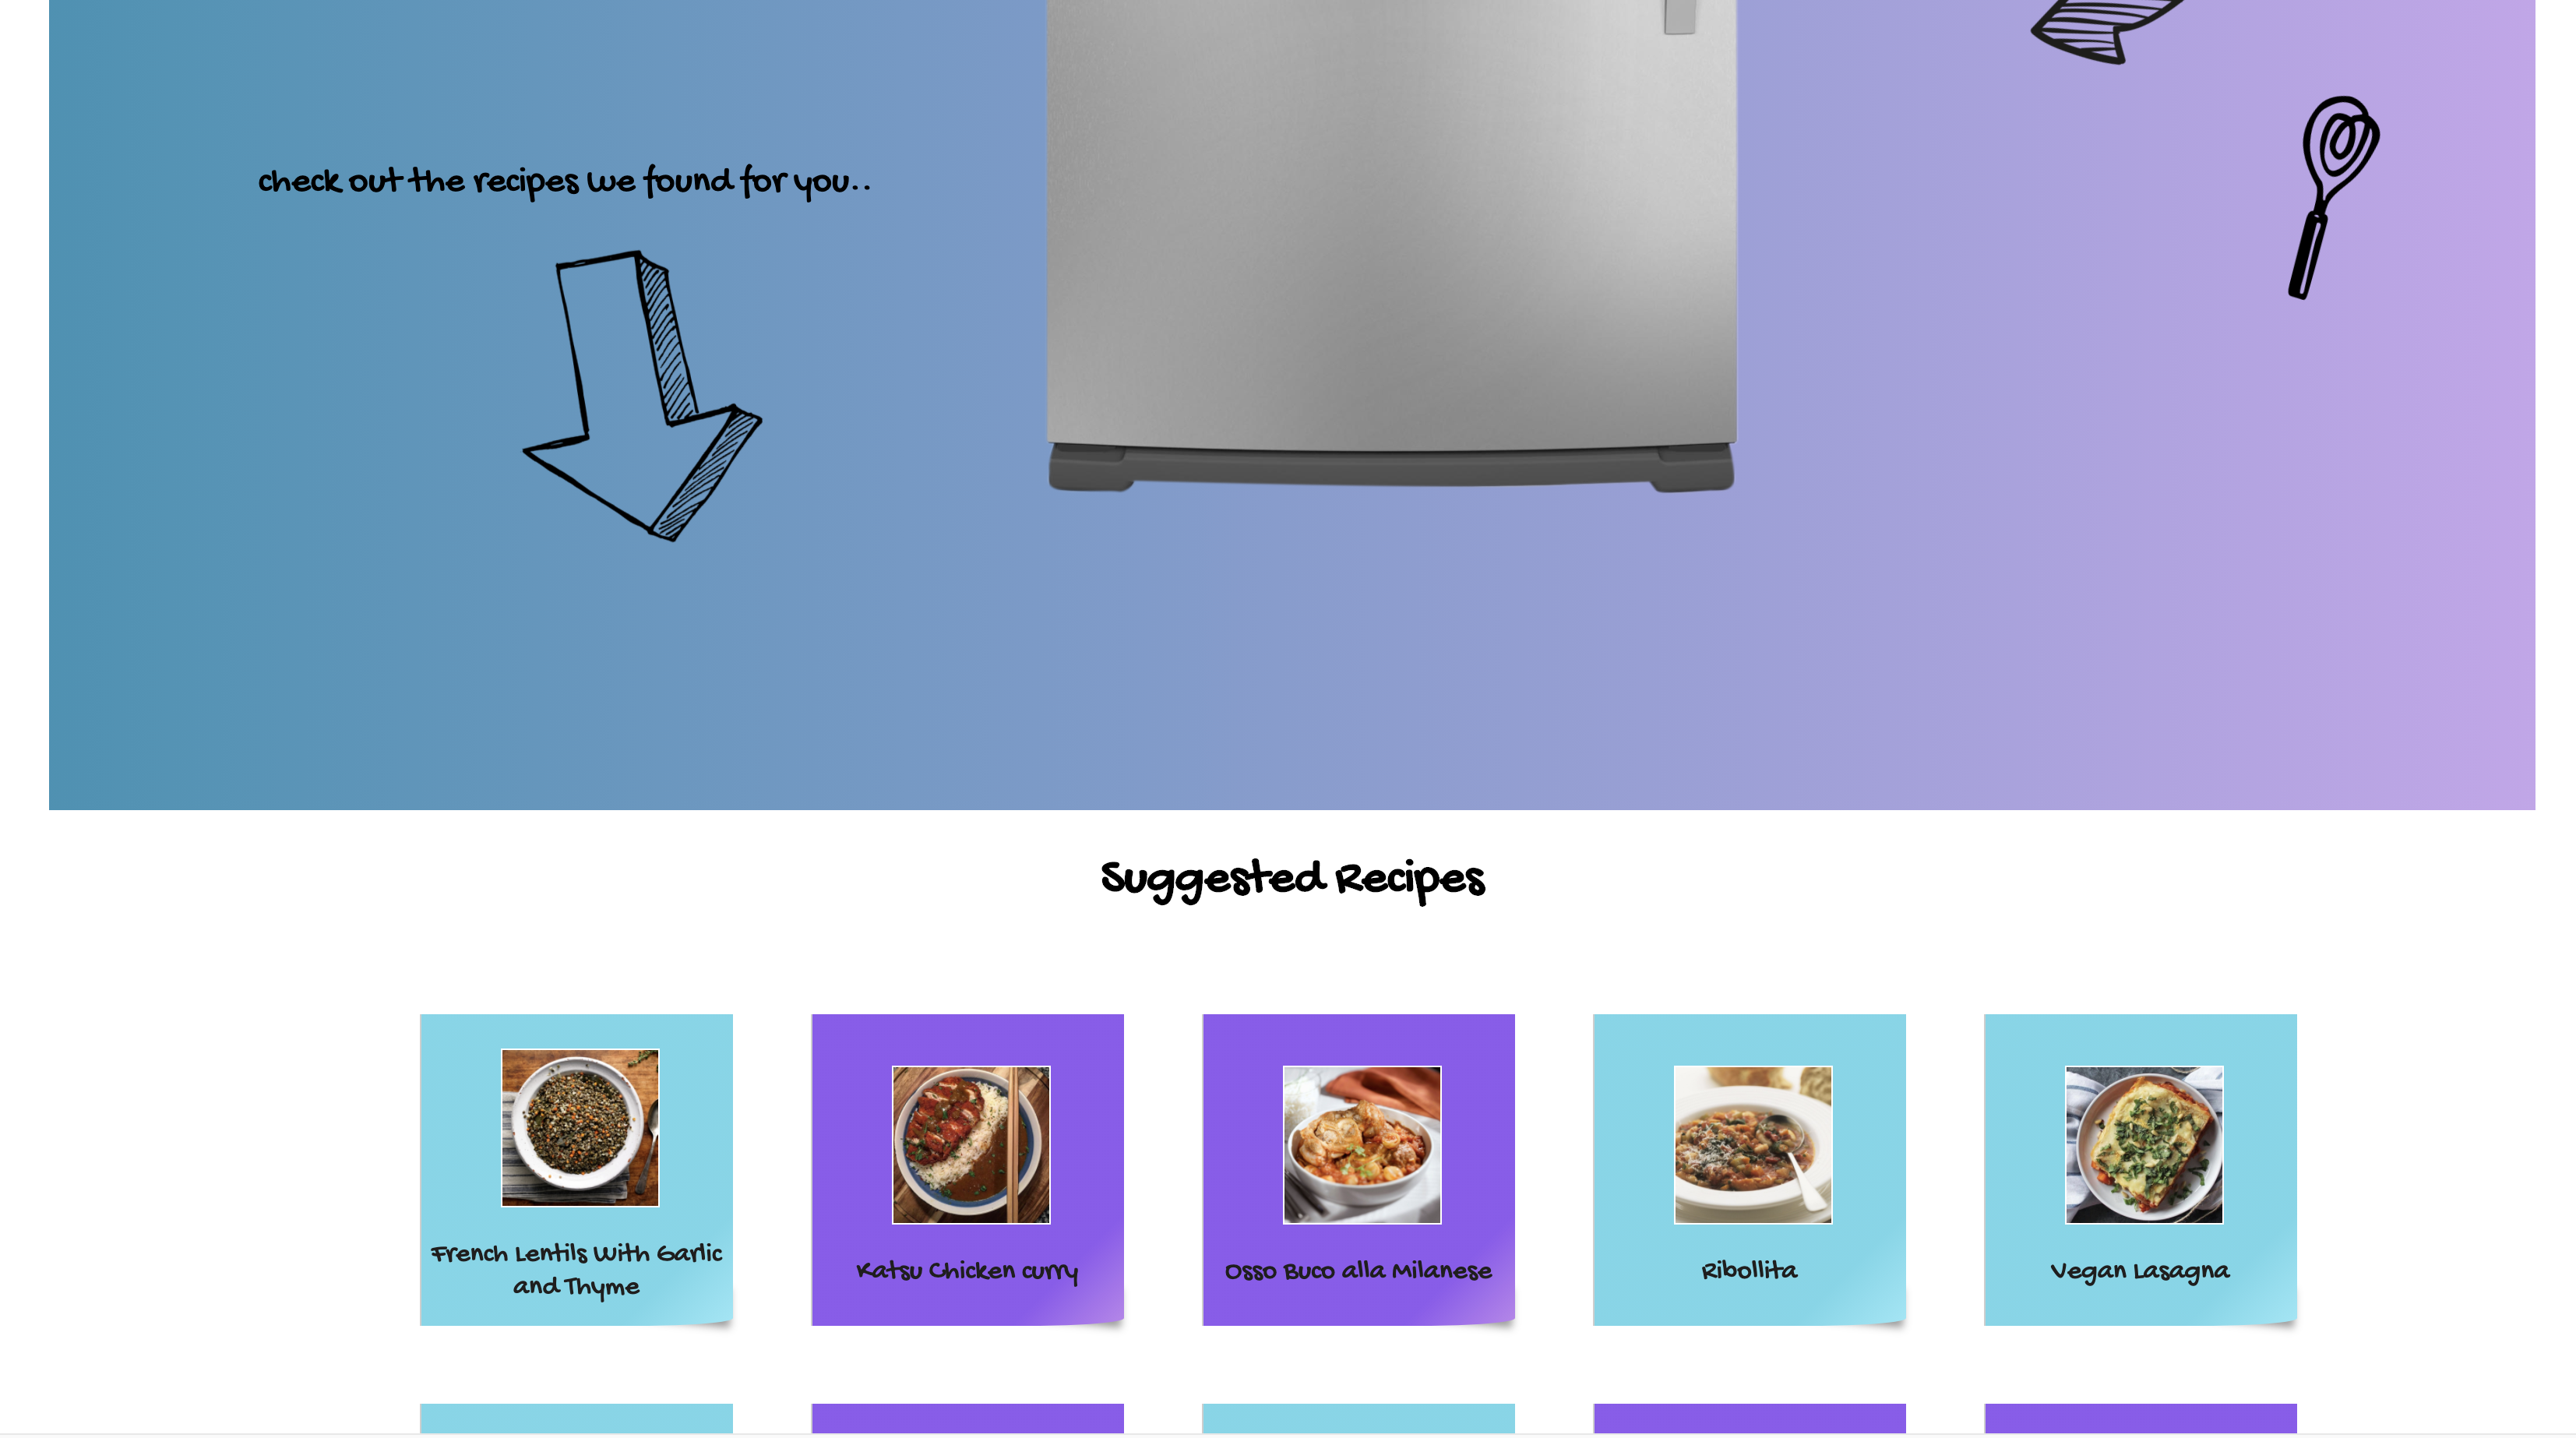 check out the recipes we found for you..
Suggested Recipes
French Lentils With Garlic
and Thyme
Katsu Chicken curry
Osso Buco alla Milanese
Ribollita
Vegan Lasagna